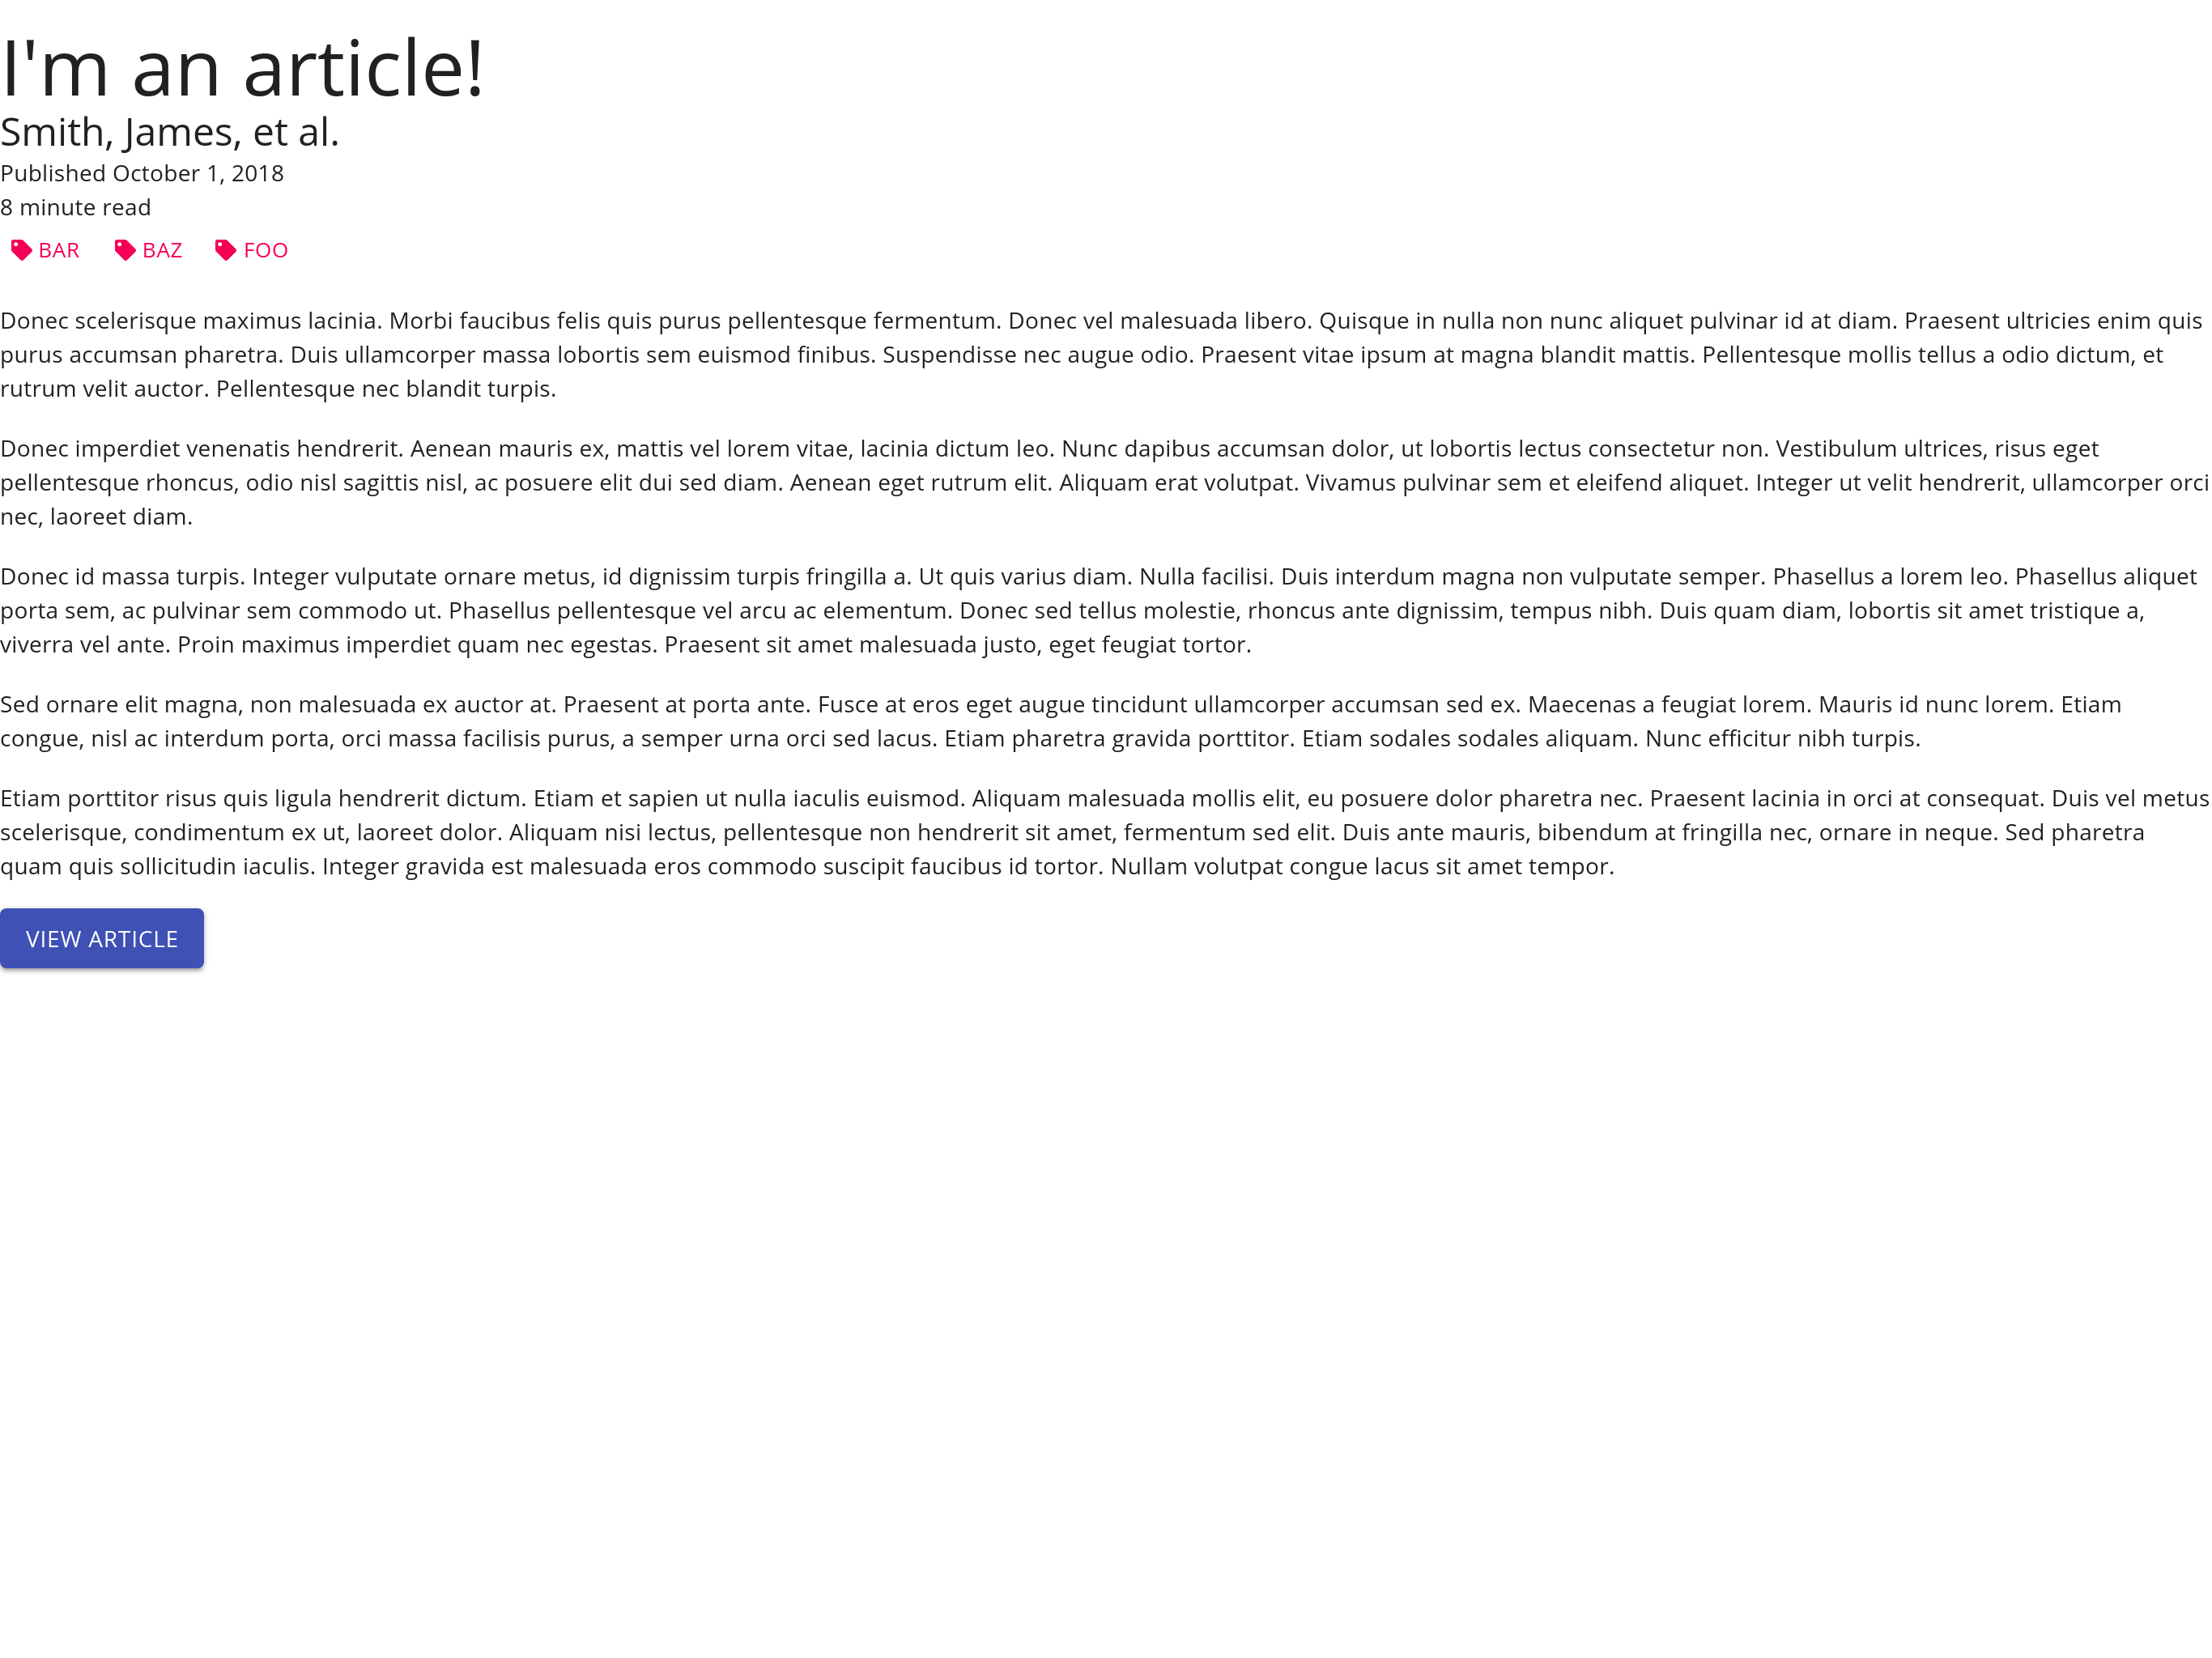 I'm an article!
Smith, James, et al.
Published October 1, 2018
8 minute read
BAR BAZ FOO
Donec scelerisque maximus lacinia. Morbi faucibus felis quis purus pellentesque fermentum. Donec vel malesuada libero. Quisque in nulla non nunc aliquet pulvinar id at diam. Praesent ultricies enim quis
purus accumsan pharetra. Duis ullamcorper massa lobortis sem euismod finibus. Suspendisse nec augue odio. Praesent vitae ipsum at magna blandit mattis. Pellentesque mollis tellus a odio dictum, et
rutrum velit auctor. Pellentesque nec blandit turpis.
Donec imperdiet venenatis hendrerit. Aenean mauris ex, mattis vel lorem vitae, lacinia dictum leo. Nunc dapibus accumsan dolor, ut lobortis lectus consectetur non. Vestibulum ultrices, risus eget
pellentesque rhoncus, odio nisl sagittis nisl, ac posuere elit dui sed diam. Aenean eget rutrum elit. Aliquam erat volutpat. Vivamus pulvinar sem et eleifend aliquet. Integer ut velit hendrerit, ullamcorper orci
nec, laoreet diam.
Donec id massa turpis. Integer vulputate ornare metus, id dignissim turpis fringilla a. Ut quis varius diam. Nulla facilisi. Duis interdum magna non vulputate semper. Phasellus a lorem leo. Phasellus aliquet
porta sem, ac pulvinar sem commodo ut. Phasellus pellentesque vel arcu ac elementum. Donec sed tellus molestie, rhoncus ante dignissim, tempus nibh. Duis quam diam, lobortis sit amet tristique a,
viverra vel ante. Proin maximus imperdiet quam nec egestas. Praesent sit amet malesuada justo, eget feugiat tortor.
Sed ornare elit magna, non malesuada ex auctor at. Praesent at porta ante. Fusce at eros eget augue tincidunt ullamcorper accumsan sed ex. Maecenas a feugiat lorem. Mauris id nunc lorem. Etiam
congue, nisl ac interdum porta, orci massa facilisis purus, a semper urna orci sed lacus. Etiam pharetra gravida porttitor. Etiam sodales sodales aliquam. Nunc efficitur nibh turpis.
Etiam porttitor risus quis ligula hendrerit dictum. Etiam et sapien ut nulla iaculis euismod. Aliquam malesuada mollis elit, eu posuere dolor pharetra nec. Praesent lacinia in orci at consequat. Duis vel metus
scelerisque, condimentum ex ut, laoreet dolor. Aliquam nisi lectus, pellentesque non hendrerit sit amet, fermentum sed elit. Duis ante mauris, bibendum at fringilla nec, ornare in neque. Sed pharetra
quam quis sollicitudin iaculis. Integer gravida est malesuada eros commodo suscipit faucibus id tortor. Nullam volutpat congue lacus sit amet tempor.
VIEW ARTICLE